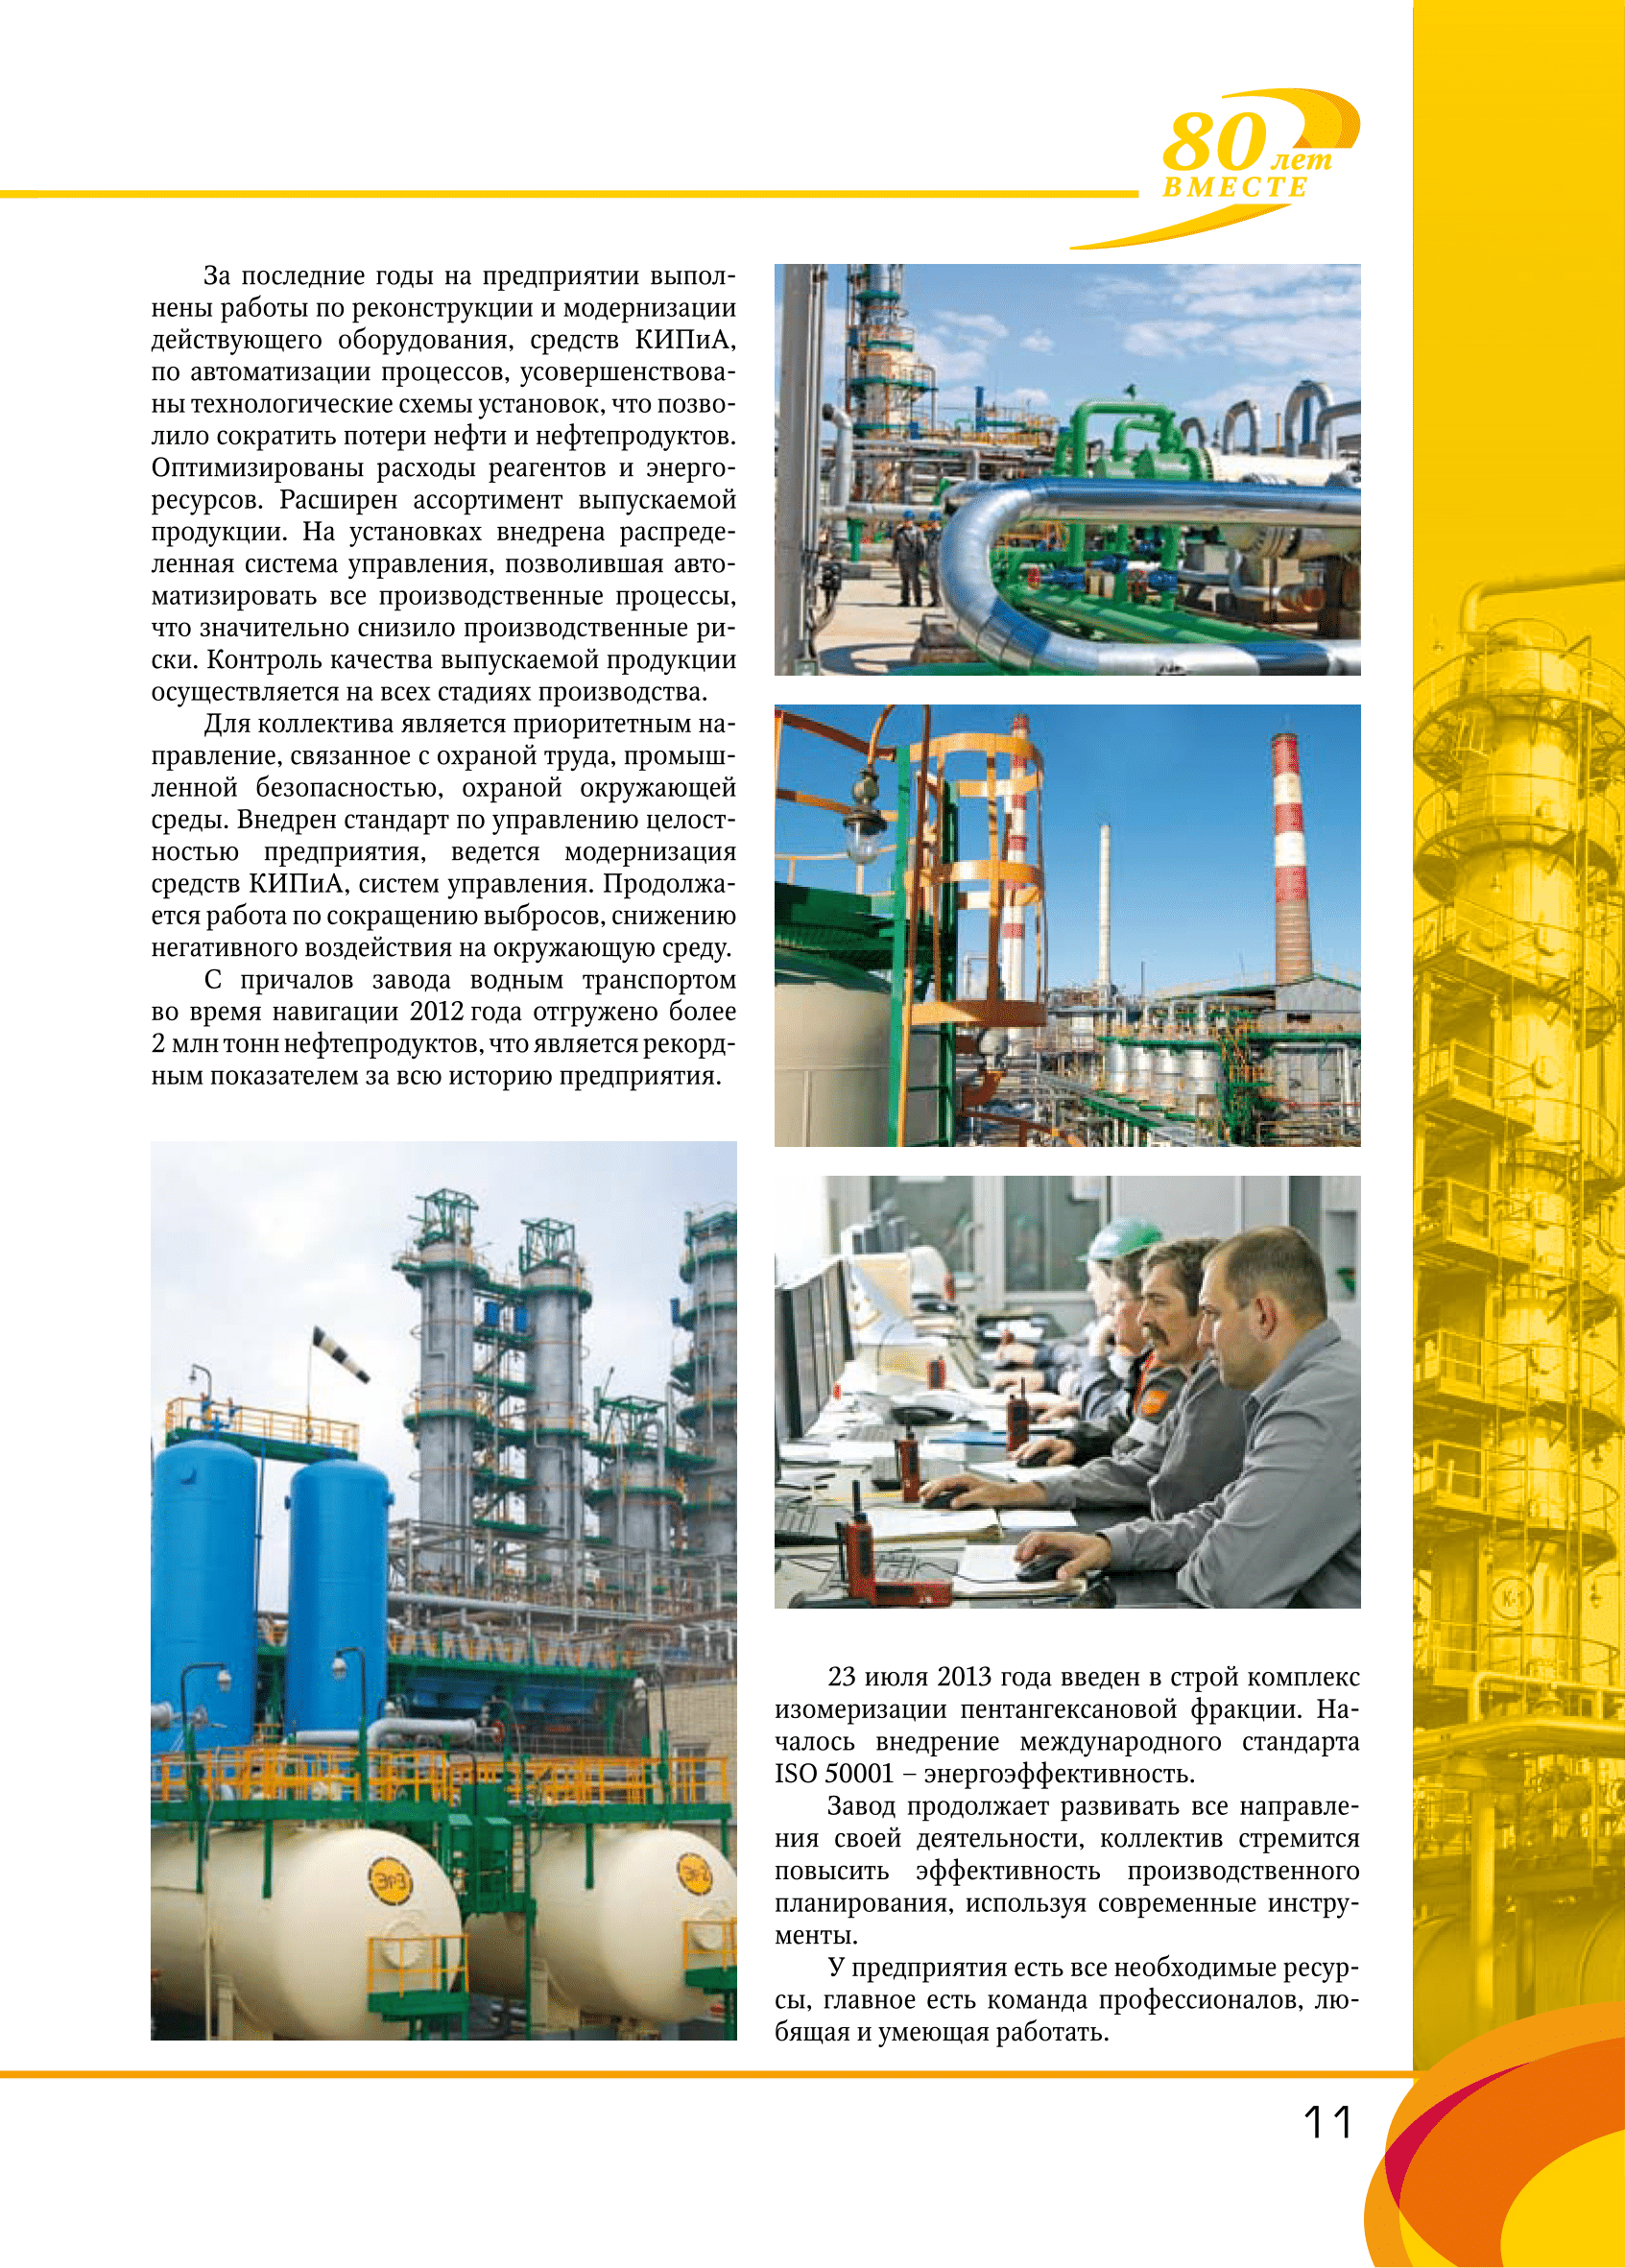 80 лет
ВМЕСТЕ
За последние годы на предприятии выпол-
нены работы по реконструкции и модернизации
действующего оборудования, средств КИПиА,
по автоматизации процессов, усовершенствова-
ны технологические схемы установок, что позво-
лило сократить потери нефти и нефтепродуктов.
Оптимизированы расходы реагентов и энерго-
ресурсов. Расширен ассортимент выпускаемой
продукции. На установках внедрена распреде-
ленная система управления, позволившая авто-
матизировать все производственные процессы,
что значительно снизило производственные ри-
ски. Контроль качества выпускаемой продукции
осуществляется на всех стадиях производства.
Для коллектива является приоритетным на-
правление, связанное с охраной труда, промыш-
ленной безопасностью, охраной окружающей
среды. Внедрен стандарт по управлению целост-
ностью предприятия, ведется модернизация
средств КИПиА, систем управления. Продолжа-
ется работа по сокращению выбросов, снижению
негативного воздействия на окружающую среду.
С причалов завода водным транспортом
во время навигации 2012 года отгружено более
2 млн тонн нефтепродуктов, что является рекорд-
ным показателем за всю историю предприятия.
ЭР3
ЭР2
К-1
23 июля 2013 года введен в строй комплекс
изомеризации пентангексановой фракции. На-
чалось внедрение международного стандарта
ISO 50001 – энергоэффективность.
Завод продолжает развивать все направле-
ния своей деятельности, коллектив стремится
повысить эффективность производственного
планирования, используя современные инстру-
менты.
У предприятия есть все необходимые ресур-
сы, главное есть команда профессионалов, лю-
бящая и умеющая работать.
11